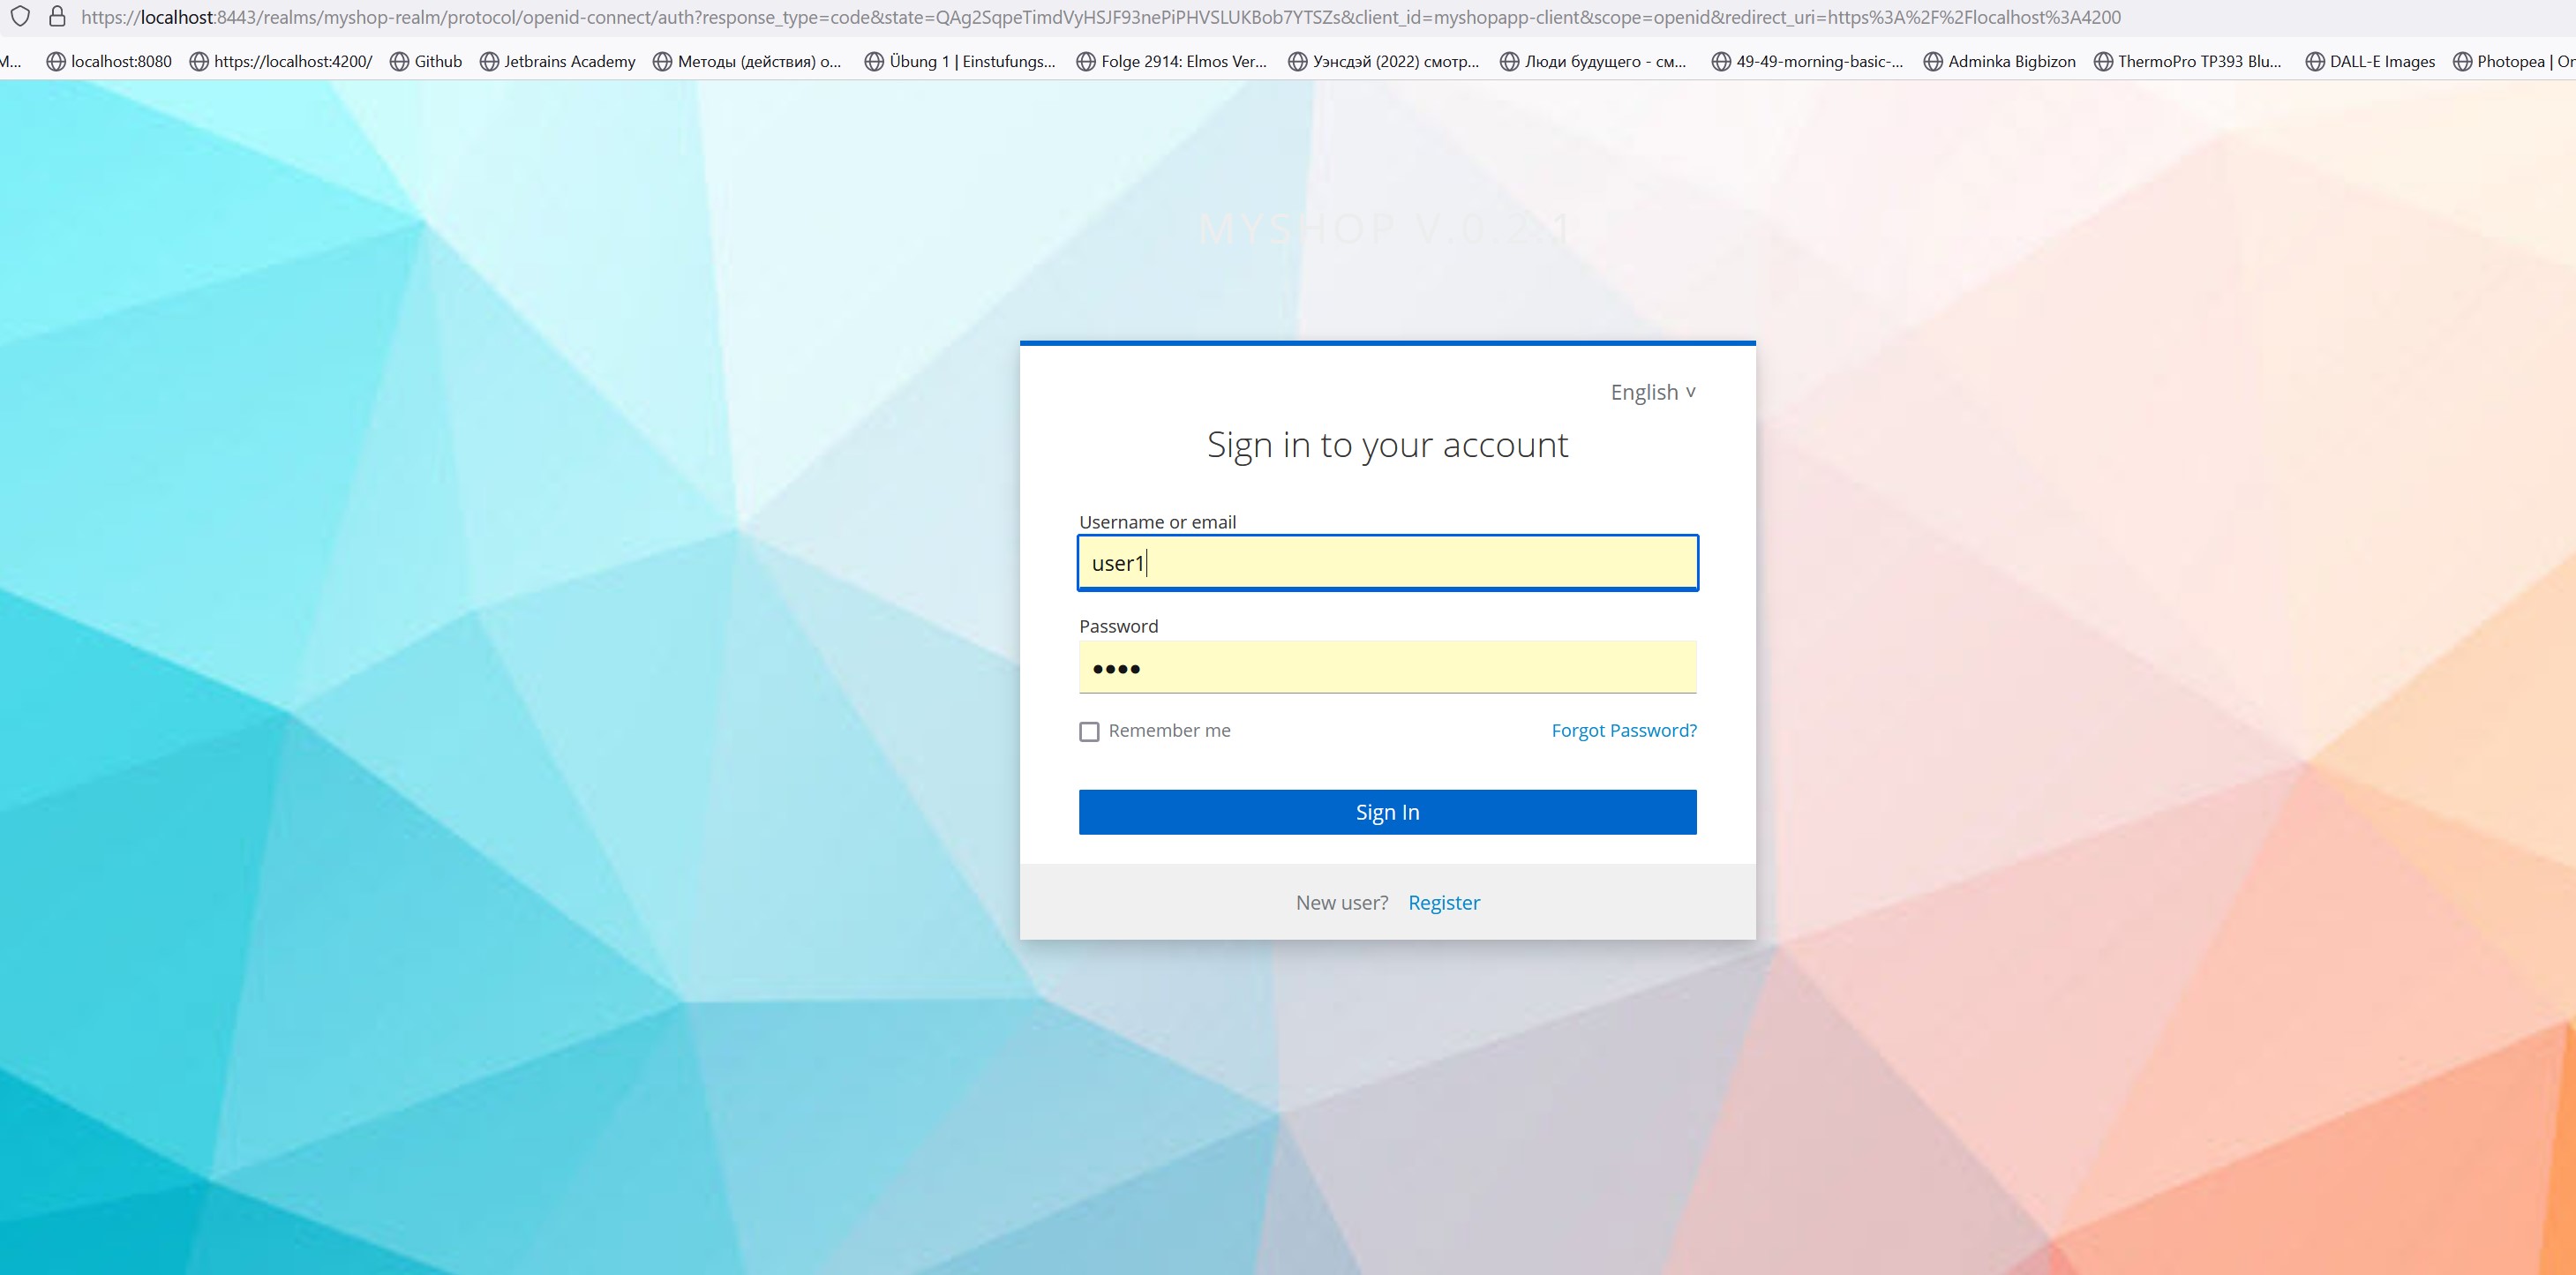 https://localhost:8443/realms/myshop-realm/protocol/openid-connect/auth?response_type=code&state=QAg2SqpeTimdVyHSJF93nePiPHVSLUKBob7YTSZs&client_id=myshopapp-client&scope=openid&redirect_uri=https%3A%2F%2Flocalhost%3A4200
M... localhost:8080 https://localhost:4200/ Github Jetbrains Academy Методы (действия) о... Übung 1 | Einstufungs... Folge 2914: Elmos Ver... Уэнсдэй (2022) смотр... Люди будущего - см... 49-49-morning-basic-... Adminka Bigbizon ThermoPro TP393 Blu... DALL-E Images Photopea | On
MYSHOP V.0.2.1
English
Sign in to your account
Username or email
user1
Password
Remember me Forgot Password?
Sign In
New user? Register